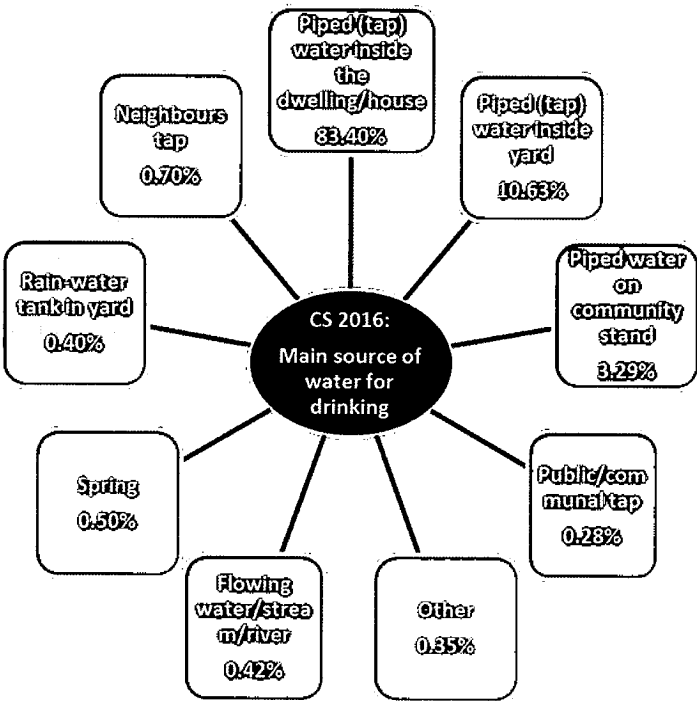 CS 2016:
Main source of
water for
drinking
Piped (tap)
water inside
the
dwelling/house
83.40%
Piped (tap)
water inside
yard
10.63%
Piped water
on
community
stand
3.29%
Public/com
munal tap
0.28%
Other
0.35%
Flowing
water/strea
m/river
0.42%
Spring
0.50%
Rain-water
tank in yard
0.40%
Neighbours
tap
0.70%